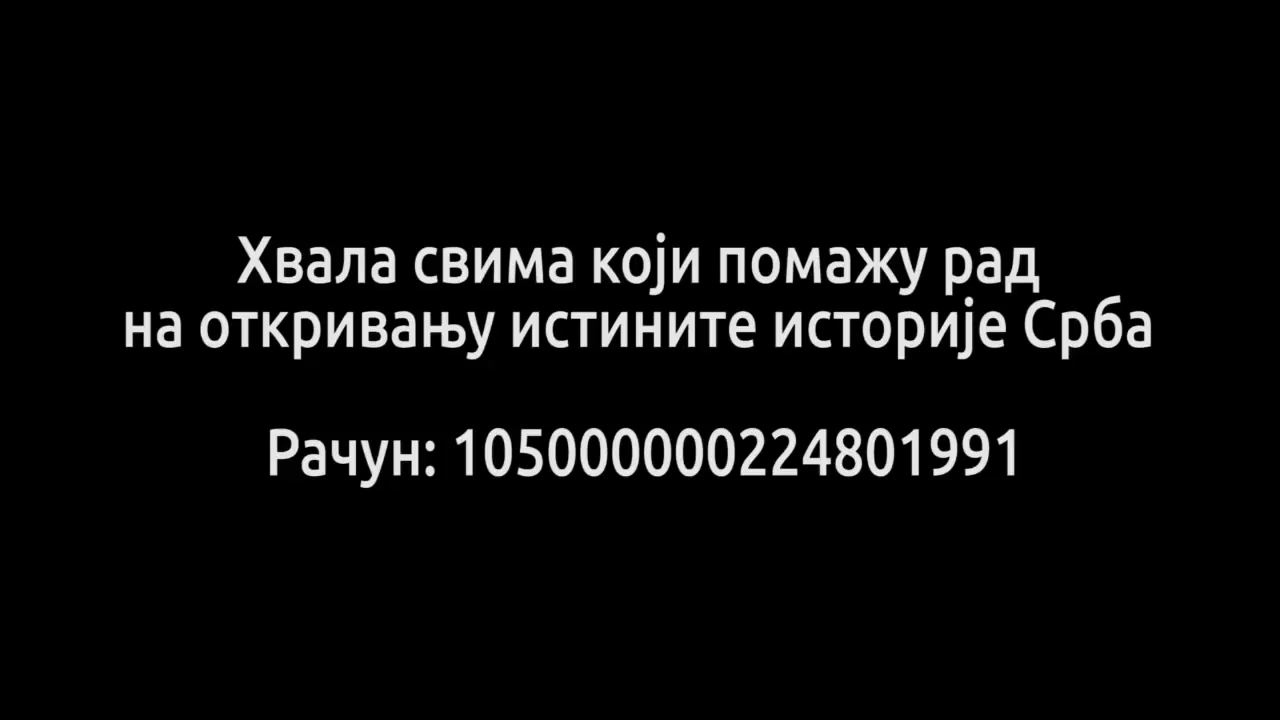 Хвала свима који помажу рад
на откривању истините историје Срба
Рачун: 105000000224801991